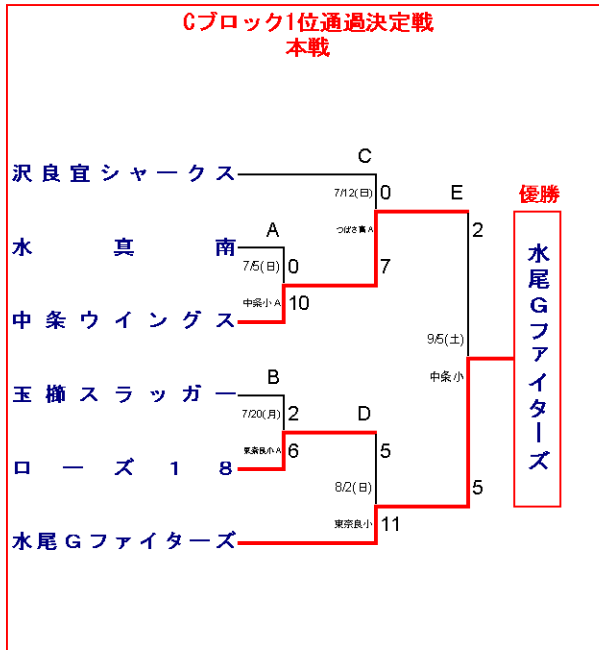 Cブロック1位通過決定戦
本戦
沢良宜シャークス
C
7/12(日) 0
つばさ高 A
7
水真南
A
7/5(日) 0
中条小 A 10
中条ウイングス
E
2
9/5(土)
中条小
5
優勝
水尾Gファイターズ
玉櫛スラッガー
B
7/20(月) 2
東奈良小 A 6
ローズ18
D
5
8/2(日)
東奈良小 11
水尾Gファイターズ